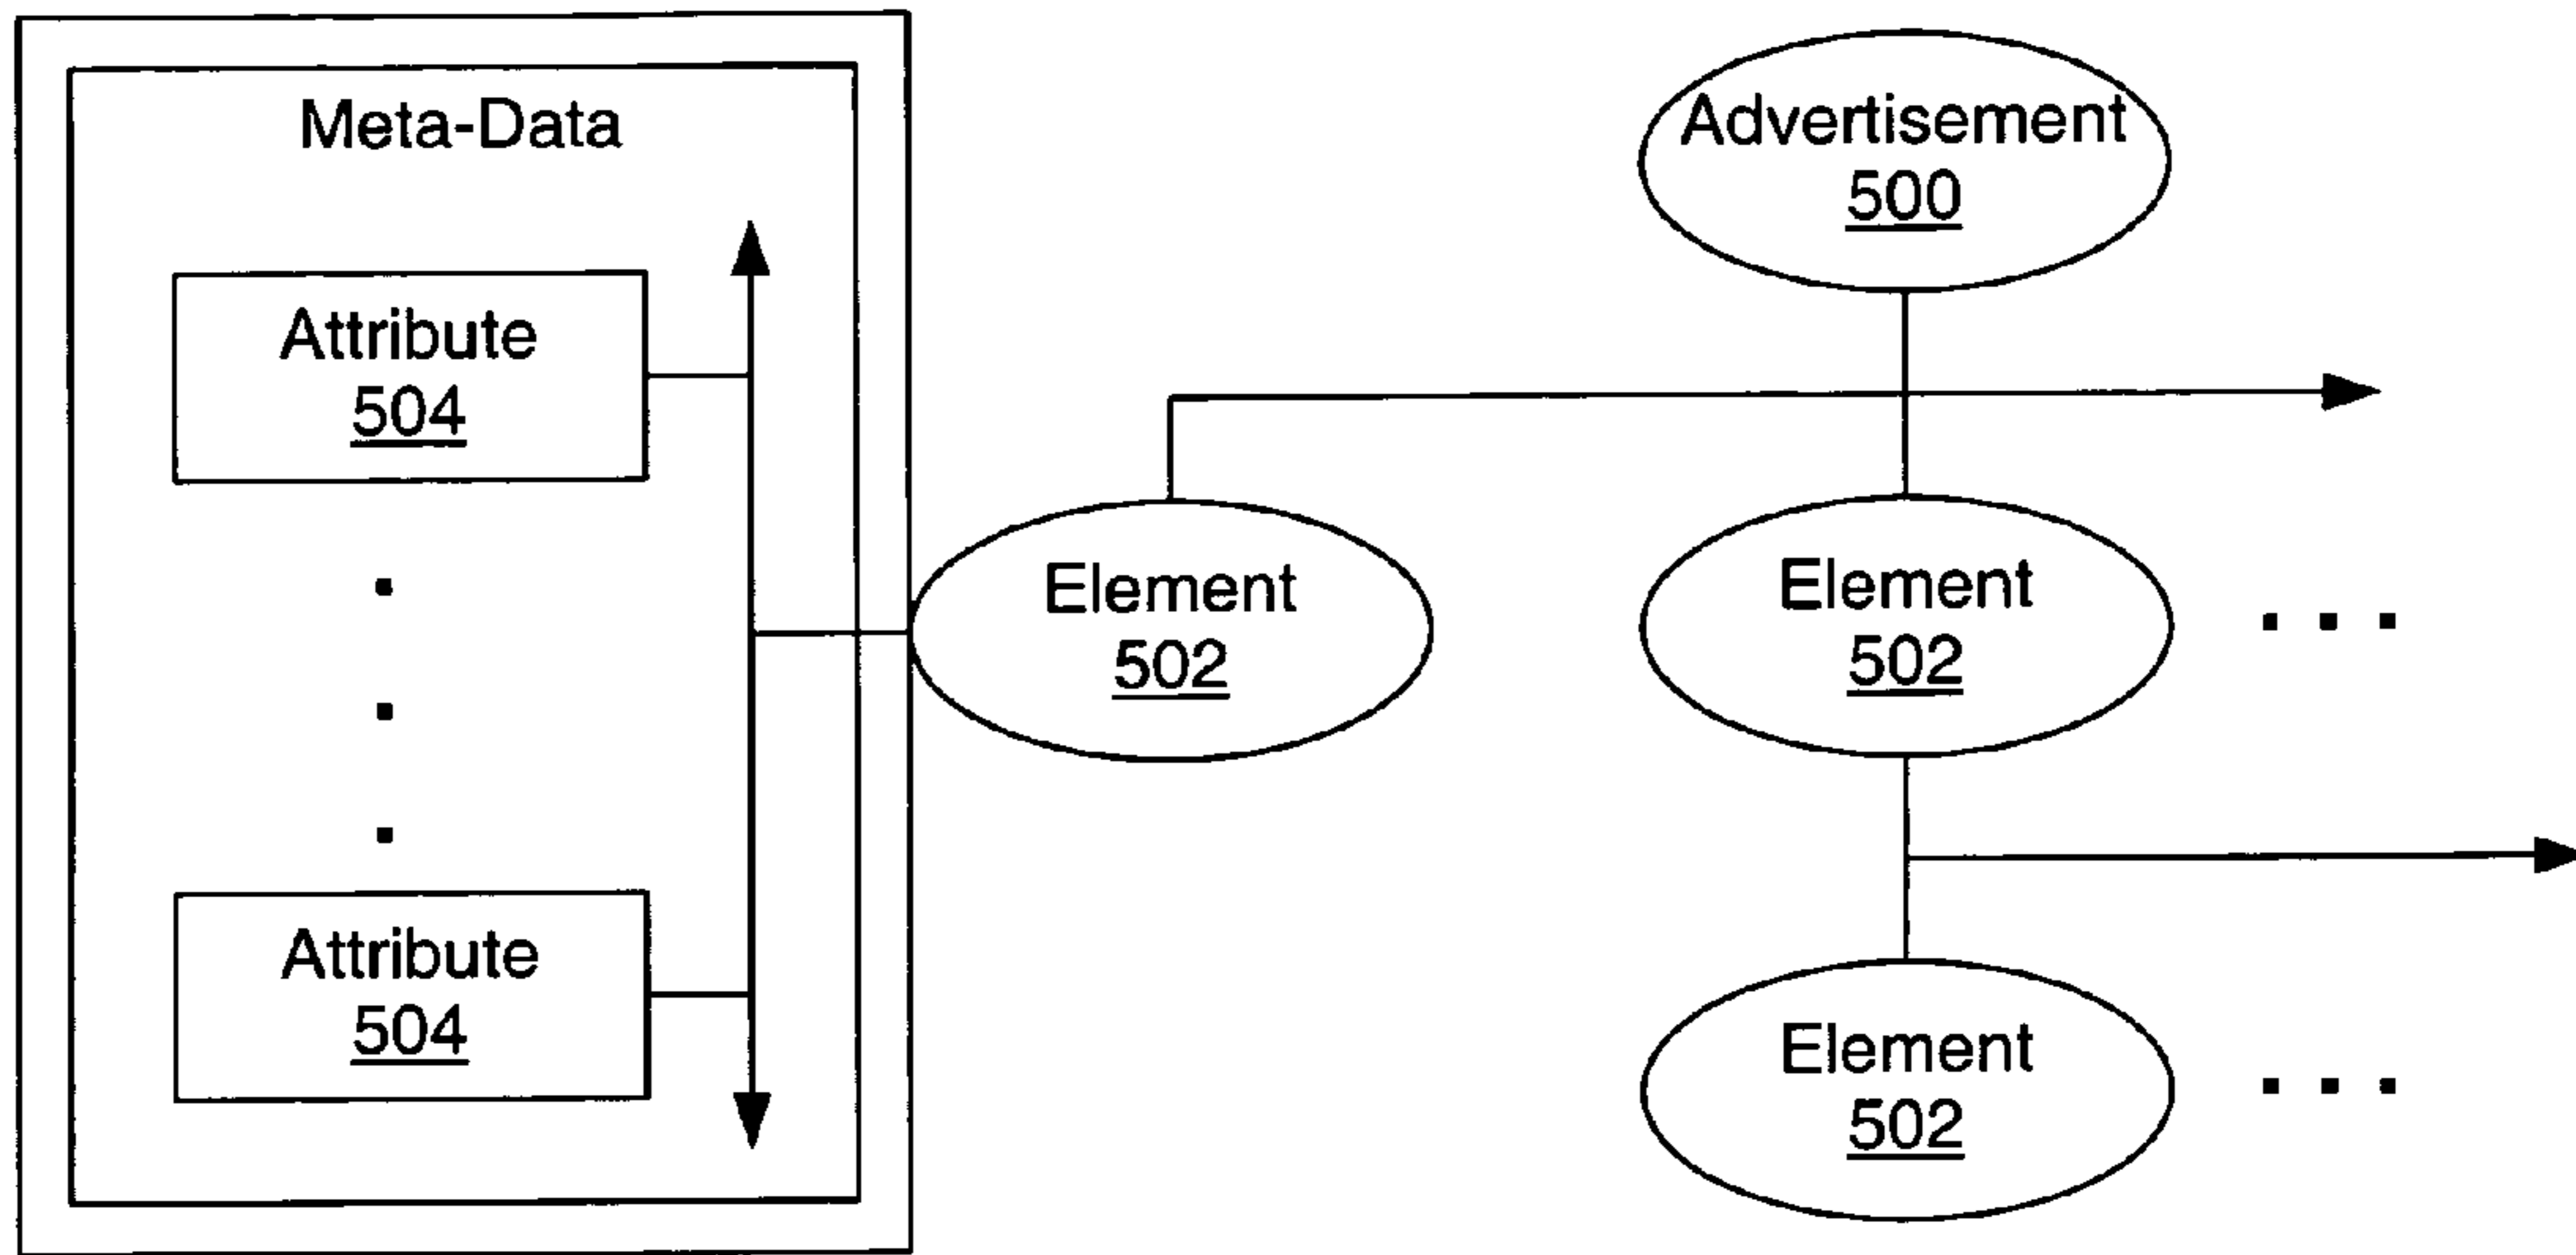 Meta-Data
Advertisement
500
Attribute
504
Element
502
Element
502
Attribute
504
Element
502